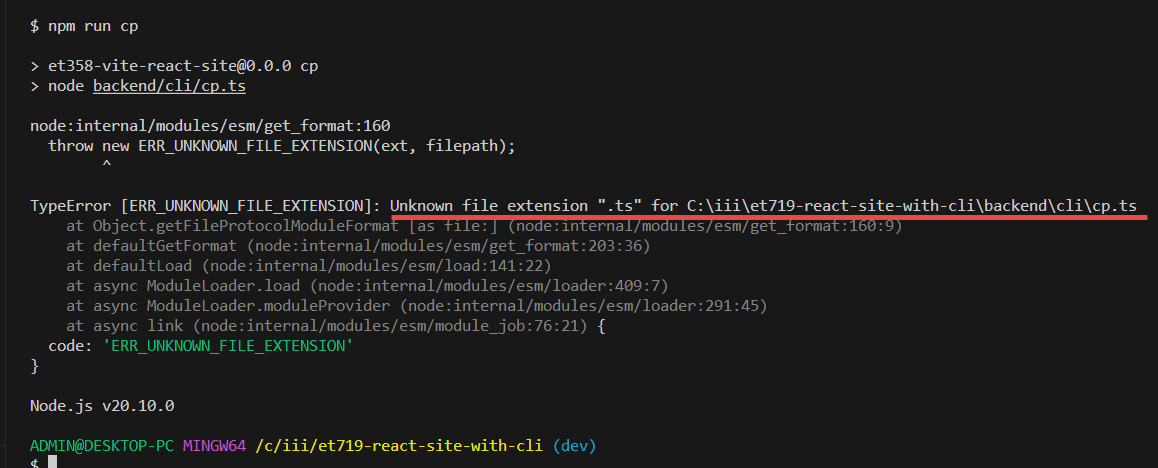 $ npm run cp
> et358-vite-react-site@0.0.0 cp
> node backend/cli/cp.ts
node:internal/modules/esm/get_format:160
  throw new ERR_UNKNOWN_FILE_EXTENSION(ext, filepath);
        ^
TypeError [ERR_UNKNOWN_FILE_EXTENSION]: Unknown file extension ".ts" for C:\iii\et719-react-site-with-cli\backend\cli\cp.ts
    at Object.getFileProtocolModuleFormat [as file:] (node:internal/modules/esm/get_format:160:9)
    at defaultGetFormat (node:internal/modules/esm/get_format:203:36)
    at defaultLoad (node:internal/modules/esm/load:141:22)
    at async ModuleLoader.load (node:internal/modules/esm/loader:409:7)
    at async ModuleLoader.moduleProvider (node:internal/modules/esm/loader:291:45)
    at async link (node:internal/modules/esm/module_job:76:21) {
  code: 'ERR_UNKNOWN_FILE_EXTENSION'
}
Node.js v20.10.0
ADMIN@DESKTOP-PC MINGW64 /c/iii/et719-react-site-with-cli (dev)
$